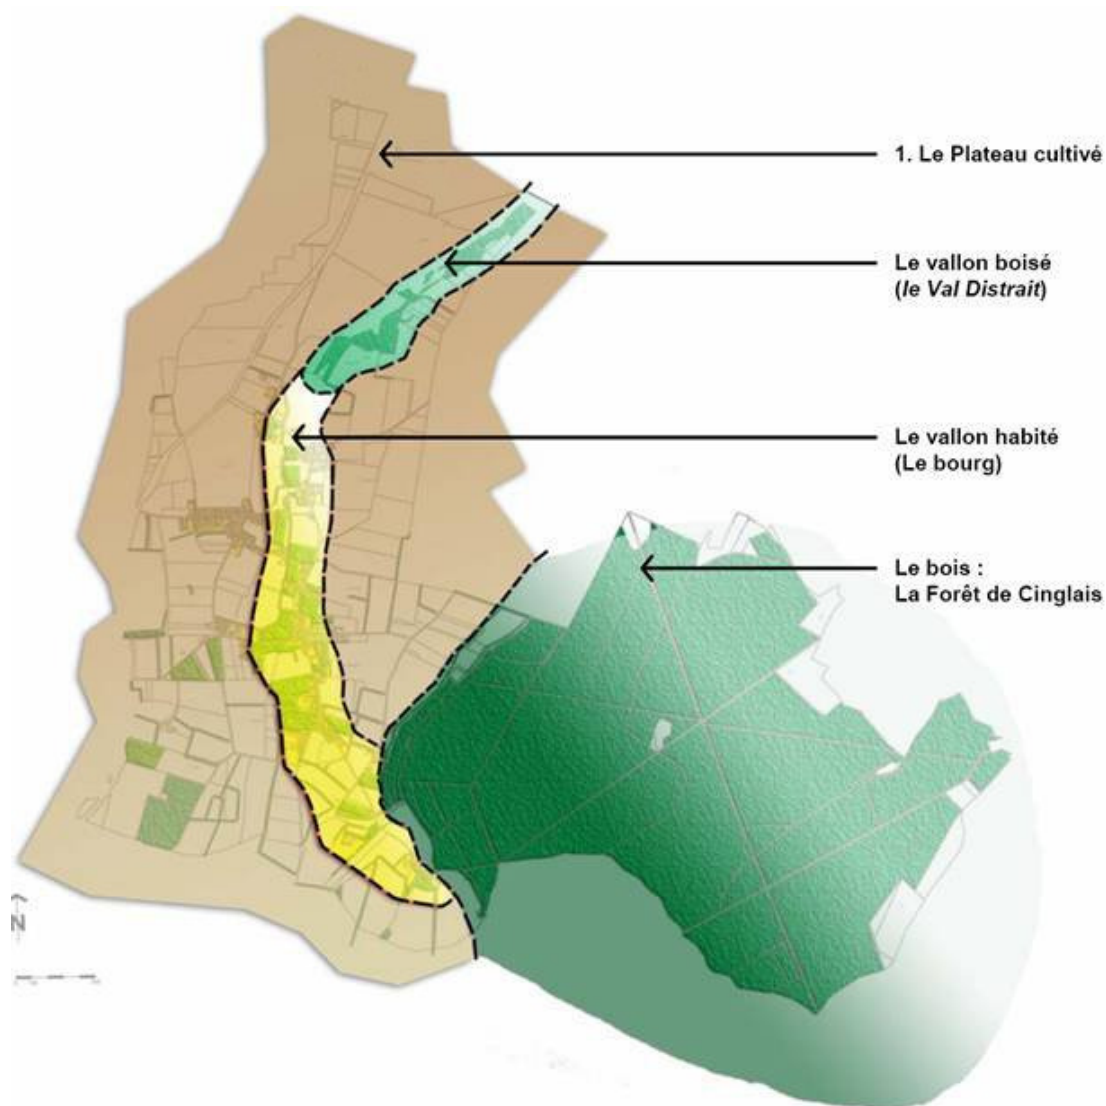 1. Le Plateau cultivé
Le vallon boisé
(le Val Distrait)
Le vallon habité
(Le bourg)
Le bois :
La Forêt de Cinglais
N